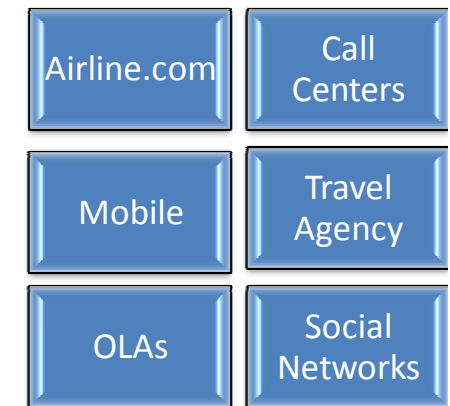 Airline.com
Call
Centers
Mobile
Travel
Agency
OLAs
Social
Networks